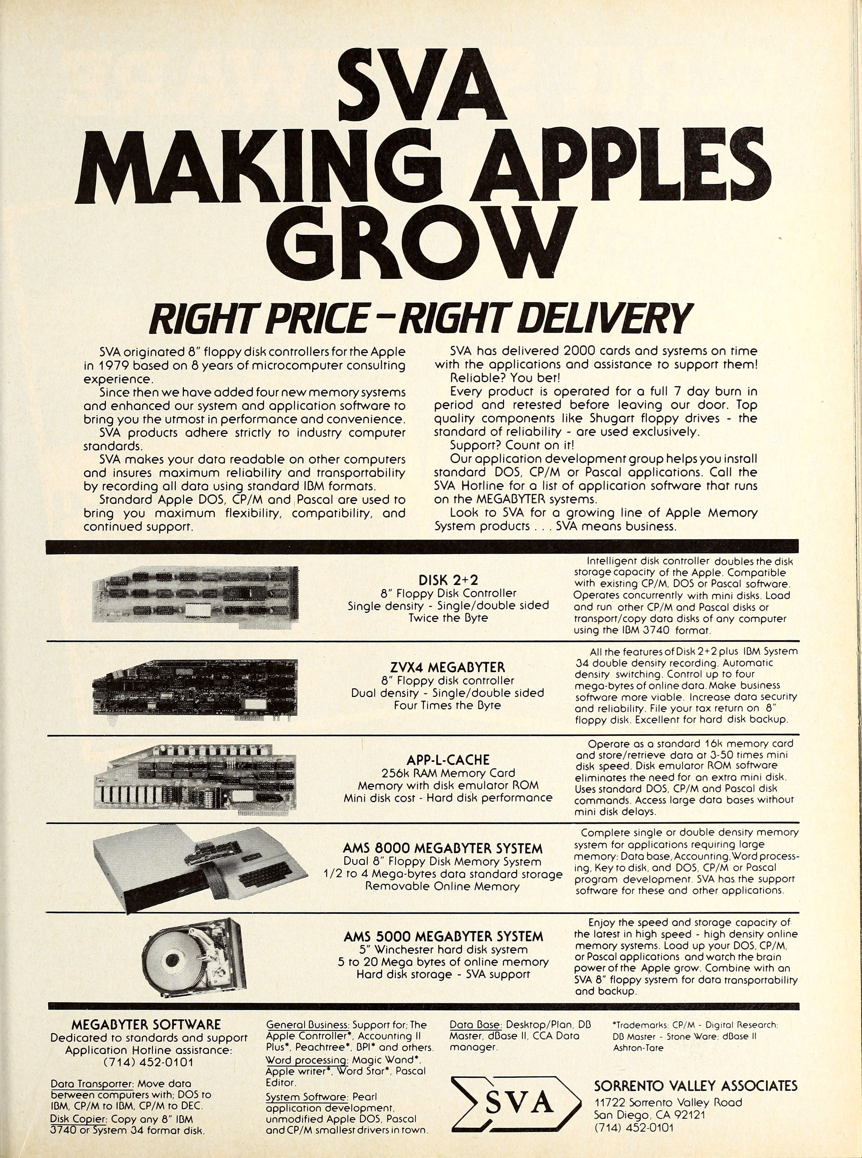 SVA
MAKING APPLES
GROW
RIGHT PRICE – RIGHT DELIVERY
SVA originated 8" floppy disk controllers for the Apple
in 1979 based on 8 years of microcomputer consulting
experience.
Since then we have added four new memory systems
and enhanced our system and application software to
bring you the utmost in performance and convenience.
SVA products adhere strictly to industry computer
standards.
SVA makes your data readable on other computers
and insures maximum reliability and transportability
by recording all data using standard IBM formats.
Standard Apple DOS, CP/M and Pascal are used to
bring you maximum flexibility, compatibility, and
continued support.
SVA has delivered 2000 cards and systems on time
with the applications and assistance to support them!
Reliable? You bet!
Every product is operated for a full 7 day burn in
period and retested before leaving our door. Top
quality components like Shugart floppy drives - the
standard of reliability - are used exclusively.
Support? Count on it!
Our application development group helps you install
standard DOS, CP/M or Pascal applications. Call the
SVA Hotline for a list of application software that runs
on the MEGABYTER systems.
Look to SVA for a growing line of Apple Memory
System products . . . SVA means business.
DISK 2+2
8" Floppy Disk Controller
Single density - Single/double sided
Twice the Byte
Intelligent disk controller doubles the disk
storage capacity of the Apple. Compatible
with existing CP/M, DOS or Pascal software.
Operates concurrently with mini disks. Load
and run other CP/M and Pascal disks or
transport/copy data disks of any computer
using the IBM 3740 format.
ZVX4 MEGABYTER
8" Floppy disk controller
Dual density - Single/double sided
Four Times the Byte
All the features of Disk 2+2 plus IBM System
34 double density recording. Automatic
density switching. Control up to four
mega-bytes of online data. Make business
software more viable. Increase data security
and reliability. File your tax return on 8"
floppy disk. Excellent for hard disk backup.
APP-L-CACHE
256k RAM Memory Card
Memory with disk emulator ROM
Mini disk cost - Hard disk performance
Operate as a standard 16k memory card
and store/retrieve data at 3-50 times mini
disk speed. Disk emulator ROM software
eliminates the need for an extra mini disk.
Uses standard DOS, CP/M and Pascal disk
commands. Access large data bases without
mini disk delays.
AMS 8000 MEGABYTER SYSTEM
Dual 8" Floppy Disk Memory System
1/2 to 4 Mega-bytes data standard storage
Removable Online Memory
Complete single or double density memory
system for applications requiring large
memory: Data base, Accounting, Word process-
ing, Key to disk, and DOS, CP/M or Pascal
program development. SVA has the support
software for these and other applications.
AMS 5000 MEGABYTER SYSTEM
5" Winchester hard disk system
5 to 20 Mega bytes of online memory
Hard disk storage - SVA support
Enjoy the speed and storage capacity of
the latest in high speed - high density online
memory systems. Load up your DOS, CP/M,
or Pascal applications and watch the brain
power of the Apple grow. Combine with an
SVA 8" floppy system for data transportability
and backup.
MEGABYTER SOFTWARE
Dedicated to standards and support
Application Hotline assistance:
(714) 452-0101
Data Transporter: Move data
between computers with; DOS to
IBM, CP/M to IBM, CP/M to DEC.
Disk Copier: Copy any 8" IBM
3740 or System 34 format disk.
General Business: Support for; The
Apple Controller*, Accounting II
Plus*, Peachtree*, BPI* and others.
Word processing: Magic Wand*,
Apple writer*, Word Star*, Pascal
Editor.
System Software: Pearl
application development,
unmodified Apple DOS, Pascal
and CP/M smallest drivers in town.
Data Base: Desktop/Plan, DB
Master, dBase II, CCA Data
manager.
*Trademarks: CP/M - Digital Research;
DB Master - Stone Ware; dBase II
Ashton-Tate
SVA
SORRENTO VALLEY ASSOCIATES
11722 Sorrento Valley Road
San Diego, CA 92121
(714) 452-0101